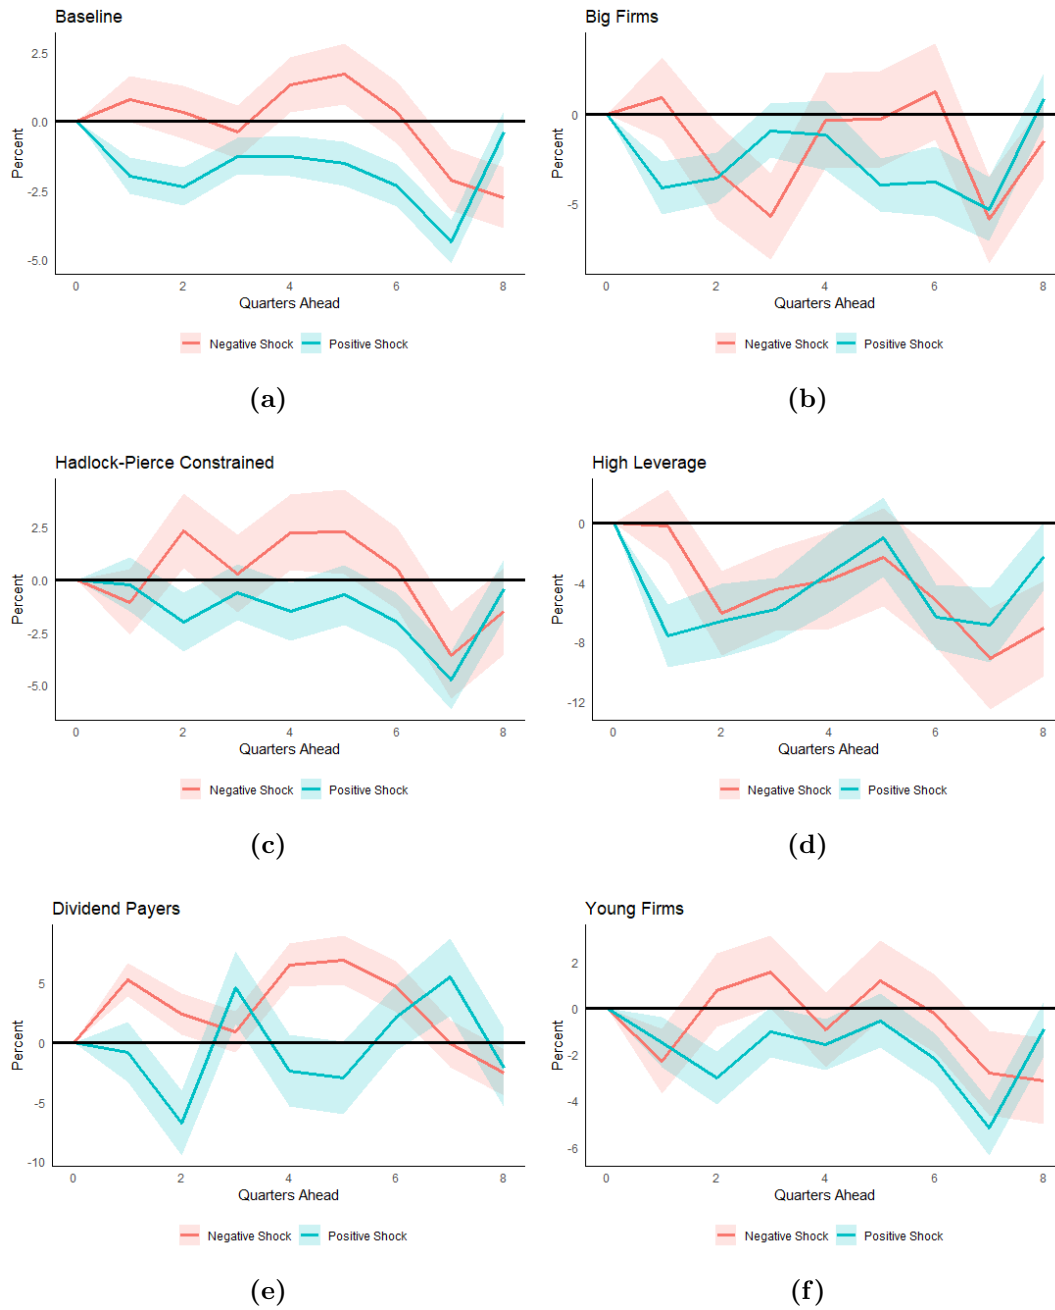 Baseline
2.5
0.0
-2.5
-5.0
Percent
0 2 4 6 8
Quarters Ahead
Negative Shock Positive Shock
(a)
Big Firms
0
-5
Percent
0 2 4 6 8
Quarters Ahead
Negative Shock Positive Shock
(b)
Hadlock-Pierce Constrained
2.5
0.0
-2.5
-5.0
Percent
0 2 4 6 8
Quarters Ahead
Negative Shock Positive Shock
(c)
High Leverage
0
-4
-8
-12
Percent
0 2 4 6 8
Quarters Ahead
Negative Shock Positive Shock
(d)
Dividend Payers
5
0
-5
-10
Percent
0 2 4 6 8
Quarters Ahead
Negative Shock Positive Shock
(e)
Young Firms
2
0
-2
-4
-6
Percent
0 2 4 6 8
Quarters Ahead
Negative Shock Positive Shock
(f)